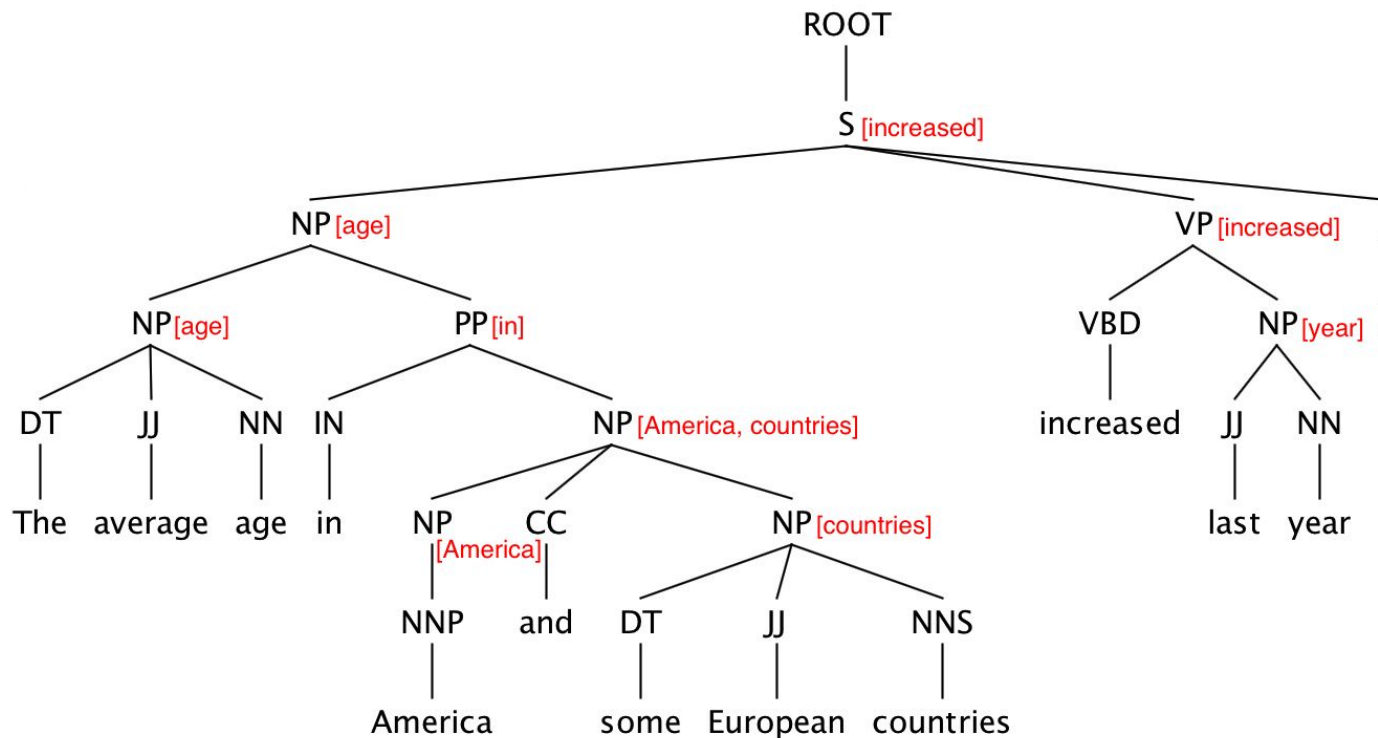 ROOT
S [increased]
NP [age] VP [increased]
NP [age] PP [in] VBD NP [year]
DT JJ NN IN NP [America, countries] increased JJ NN
The average age in NP CC NP [countries] last year
[America]
NNP and DT JJ NNS
America some European countries